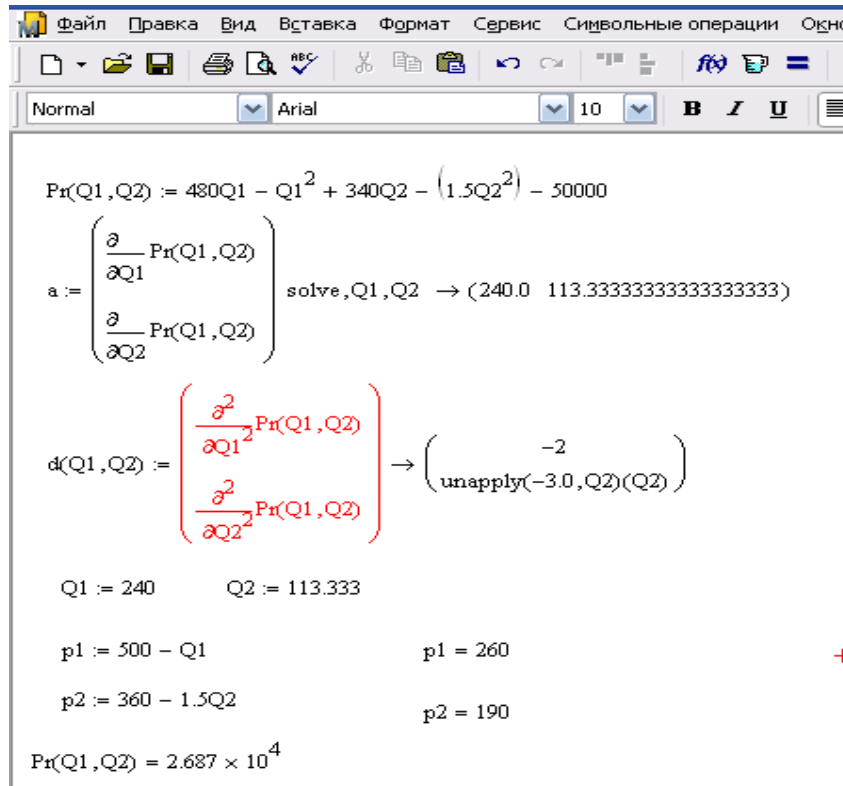 Файл Правка Вид Вставка Формат Сервис Символьные операции Окно
ABC f(x)
Normal Arial 10 B I U
Pr(Q1,Q2) := 480Q1 − Q1² + 340Q2 − (1.5Q2²) − 50000
a := (∂/∂Q1 Pr(Q1,Q2) ∂/∂Q2 Pr(Q1,Q2)) solve,Q1,Q2 → (240.0 113.33333333333333333)
d(Q1,Q2) := (∂²/∂Q1² Pr(Q1,Q2) ∂²/∂Q2² Pr(Q1,Q2)) → (−2 unapply(−3.0,Q2)(Q2))
Q1 := 240 Q2 := 113.333
p1 := 500 − Q1 p1 = 260
p2 := 360 − 1.5Q2 p2 = 190
Pr(Q1,Q2) = 2.687 × 10⁴